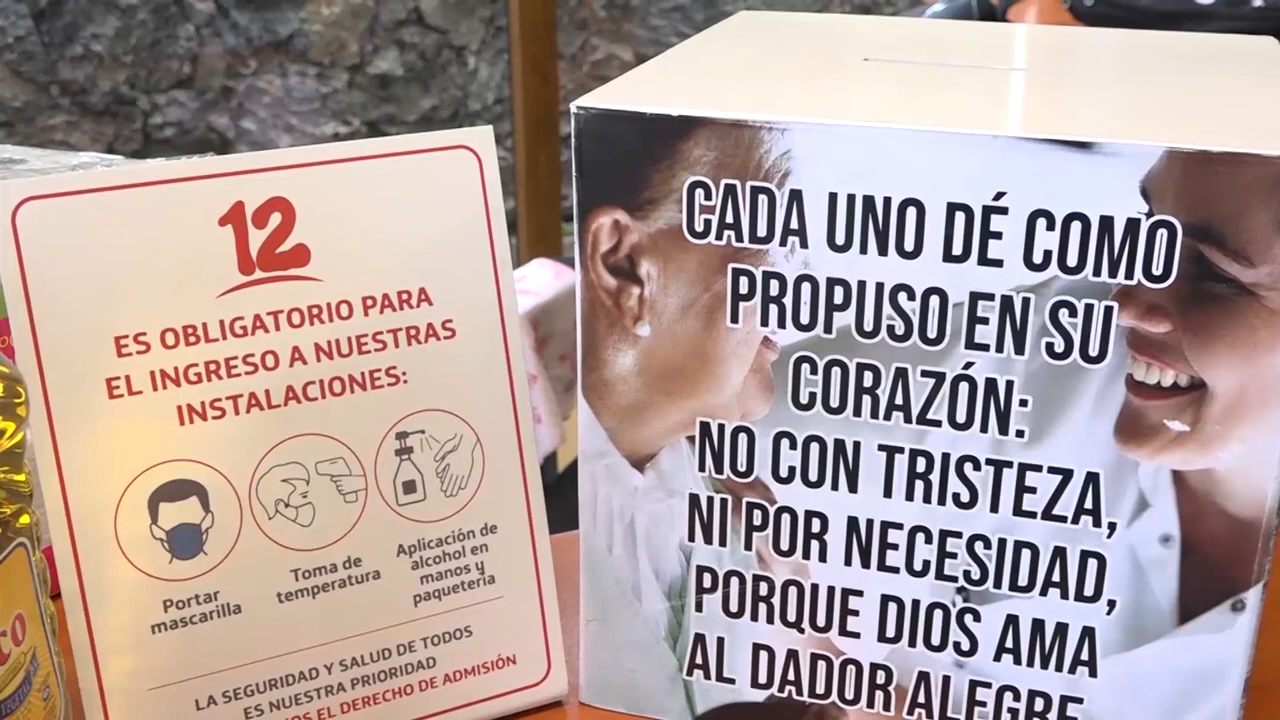 12
ES OBLIGATORIO PARA
EL INGRESO A NUESTRAS
INSTALACIONES:
Portar
mascarilla
Toma de
temperatura
Aplicación de
alcohol en
manos y
paquetería
LA SEGURIDAD Y SALUD DE TODOS
ES NUESTRA PRIORIDAD
EL DERECHO DE ADMISIÓN
CADA UNO DÉ COMO
PROPUSO EN SU
CORAZÓN:
NO CON TRISTEZA,
NI POR NECESIDAD,
PORQUE DIOS AMA
AL DADOR ALEGRE